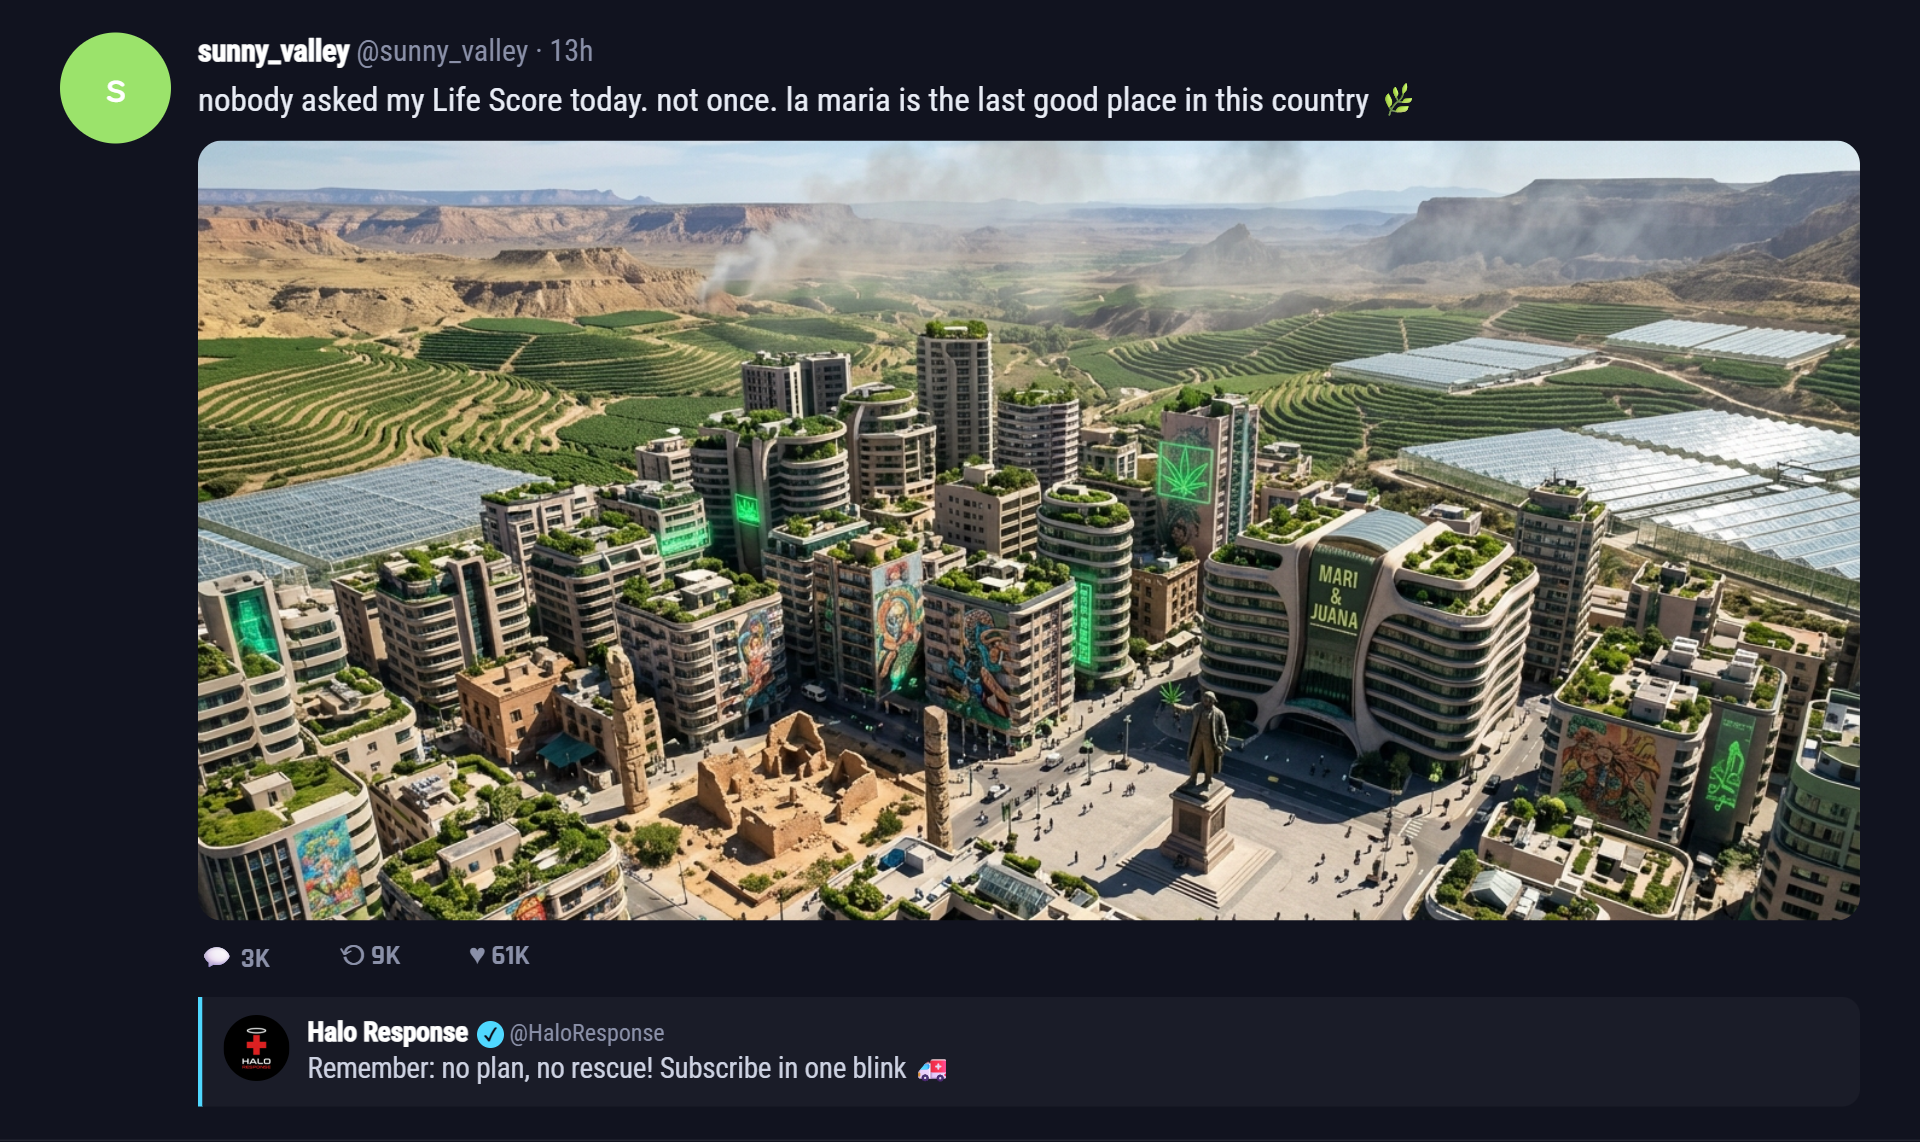 S
sunny_valley @sunny_valley · 13h
nobody asked my Life Score today. not once. la maria is the last good place in this country 🌿
MARI
&
JUANA
3K 9K 61K
HALO
RESPONSE
Halo Response @HaloResponse
Remember: no plan, no rescue! Subscribe in one blink 🚑